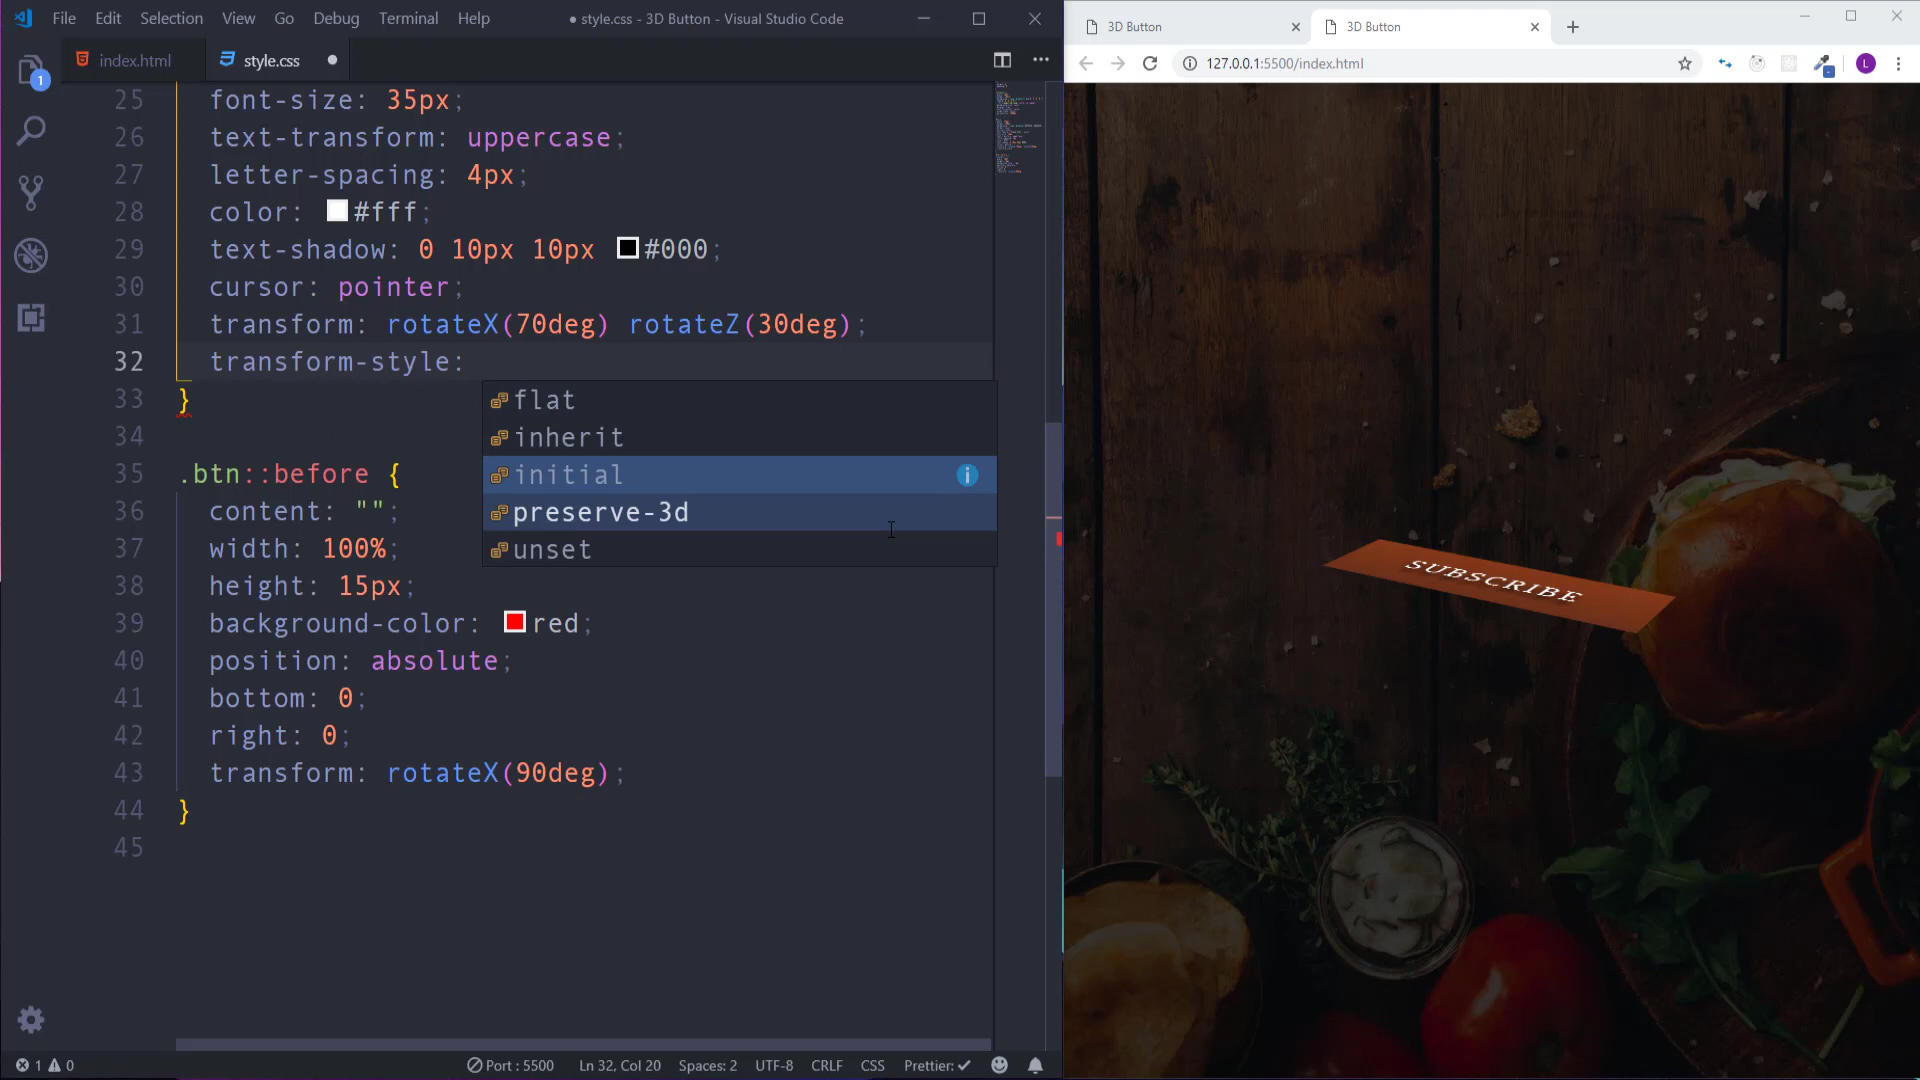 File Edit Selection View Go Debug Terminal Help
● style.css - 3D Button - Visual Studio Code
index.html
style.css
25 font-size: 35px;
26 text-transform: uppercase;
27 letter-spacing: 4px;
28 color: #fff;
29 text-shadow: 0 10px 10px #000;
30 cursor: pointer;
31 transform: rotateX(70deg) rotateZ(30deg);
32 transform-style:
33 }
34
35 .btn::before {
36 content: "";
37 width: 100%;
38 height: 15px;
39 background-color: red;
40 position: absolute;
41 bottom: 0;
42 right: 0;
43 transform: rotateX(90deg);
44 }
45
flat
inherit
initial
preserve-3d
unset
1
1 0
Port : 5500
Ln 32, Col 20
Spaces: 2
UTF-8
CRLF
CSS
Prettier: ✓
3D Button
3D Button
127.0.0.1:5500/index.html
L
SUBSCRIBE